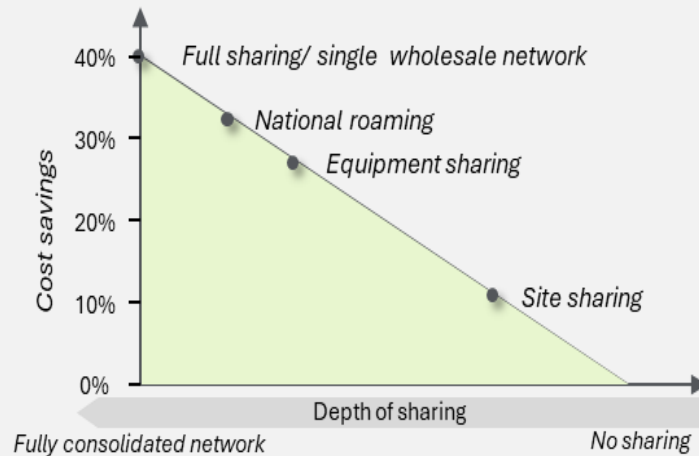 40%
Full sharing/ single wholesale network
National roaming
30%
Equipment sharing
Cost savings
20%
10%
Site sharing
0%
Depth of sharing
Fully consolidated network
No sharing